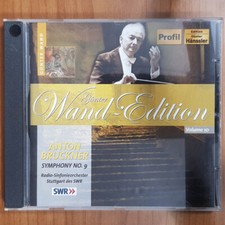 Profil
Edition
Günter
Hänssler
Günter
Wand-Edition
Volume 10
ANTON
BRUCKNER
SYMPHONY NO. 9
Radio-Sinfonieorchester
Stuttgart des SWR
SWR